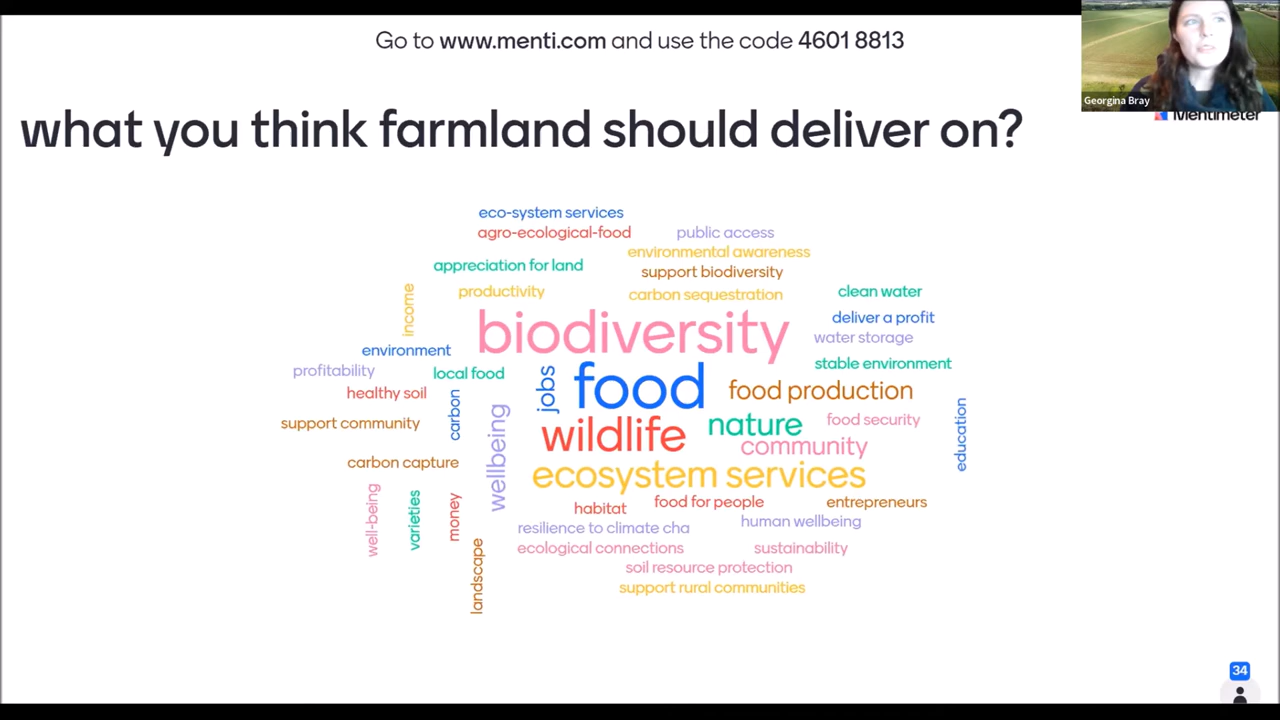 Go to www.menti.com and use the code 4601 8813
Georgina Bray
Mentimeter
what you think farmland should deliver on?
eco-system services
agro-ecological-food
public access
environmental awareness
appreciation for land
support biodiversity
income
productivity
carbon sequestration
clean water
biodiversity
deliver a profit
water storage
environment
stable environment
profitability
local food
jobs
food
food production
healthy soil
carbon
wellbeing
wildlife
nature
food security
education
support community
community
carbon capture
ecosystem services
well-being
varieties
money
landscape
habitat
food for people
entrepreneurs
resilience to climate cha
human wellbeing
ecological connections
sustainability
soil resource protection
support rural communities
34